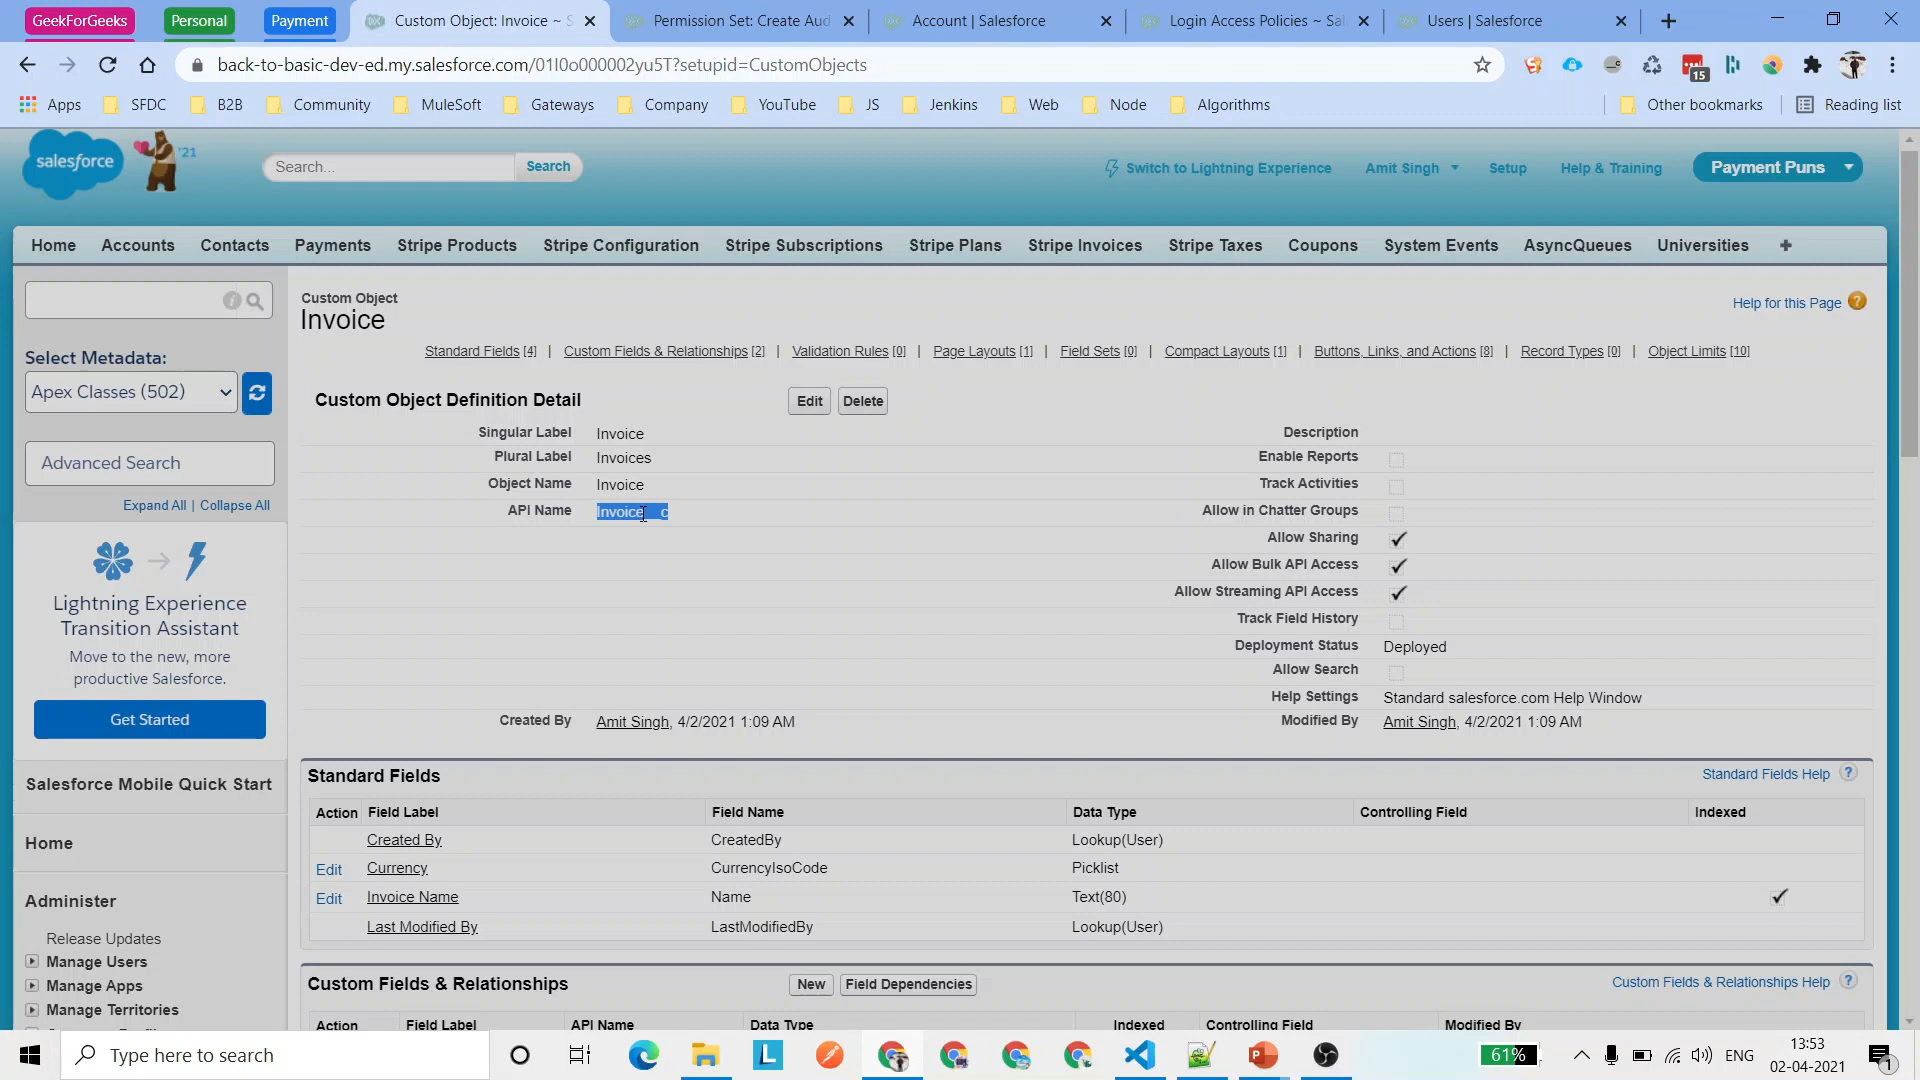 GeekForGeeks Personal Payment Custom Object: Invoice ~ S Permission Set: Create Aud Account | Salesforce Login Access Policies ~ Sal Users | Salesforce
back-to-basic-dev-ed.my.salesforce.com/01I0o000002yu5T?setupid=CustomObjects 15
Apps SFDC B2B Community MuleSoft Gateways Company YouTube JS Jenkins Web Node Algorithms Other bookmarks Reading list
salesforce '21 Search... Search Switch to Lightning Experience Amit Singh Setup Help & Training Payment Puns
Home Accounts Contacts Payments Stripe Products Stripe Configuration Stripe Subscriptions Stripe Plans Stripe Invoices Stripe Taxes Coupons System Events AsyncQueues Universities +
Select Metadata:
Apex Classes (502)
Advanced Search
Expand All | Collapse All
Lightning Experience
Transition Assistant
Move to the new, more
productive Salesforce.
Get Started
Salesforce Mobile Quick Start
Home
Administer
Release Updates
Manage Users
Manage Apps
Manage Territories
Custom Object
Invoice
Help for this Page ?
Standard Fields [4] | Custom Fields & Relationships [2] | Validation Rules [0] | Page Layouts [1] | Field Sets [0] | Compact Layouts [1] | Buttons, Links, and Actions [8] | Record Types [0] | Object Limits [10]
Custom Object Definition Detail Edit Delete
Singular Label Invoice Description
Plural Label Invoices Enable Reports
Object Name Invoice Track Activities
API Name Invoice__c Allow in Chatter Groups
Allow Sharing
Allow Bulk API Access
Allow Streaming API Access
Track Field History
Deployment Status Deployed
Allow Search
Help Settings Standard salesforce.com Help Window
Created By Amit Singh, 4/2/2021 1:09 AM Modified By Amit Singh, 4/2/2021 1:09 AM
Standard Fields Standard Fields Help ?
Action Field Label Field Name Data Type Controlling Field Indexed
Created By CreatedBy Lookup(User)
Edit Currency CurrencyIsoCode Picklist
Edit Invoice Name Name Text(80)
Last Modified By LastModifiedBy Lookup(User)
Custom Fields & Relationships New Field Dependencies Custom Fields & Relationships Help ?
Action Field Label API Name Data Type Indexed Controlling Field Modified By
Type here to search L 61% ENG 13:53
02-04-2021 1